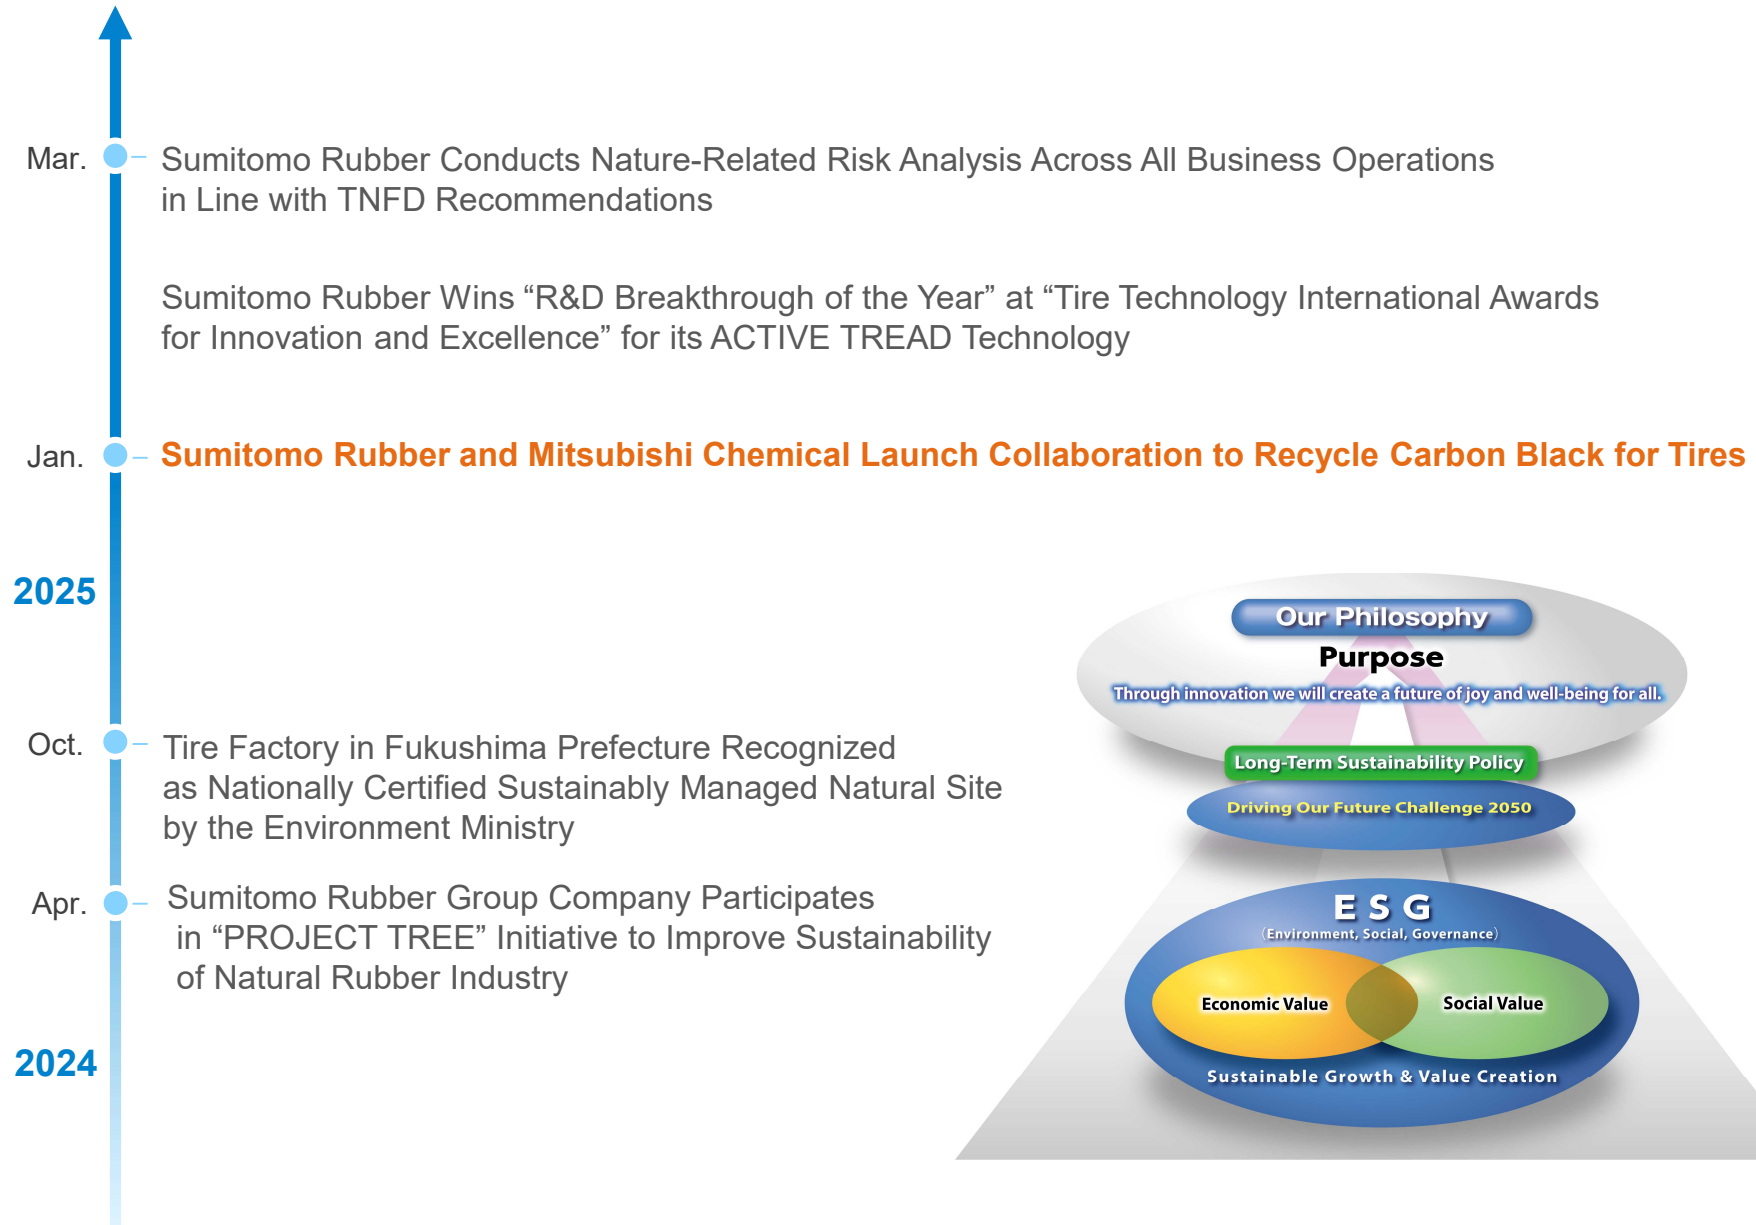 Mar.
Sumitomo Rubber Conducts Nature-Related Risk Analysis Across All Business Operations
in Line with TNFD Recommendations
Sumitomo Rubber Wins “R&D Breakthrough of the Year” at “Tire Technology International Awards
for Innovation and Excellence” for its ACTIVE TREAD Technology
Jan.
Sumitomo Rubber and Mitsubishi Chemical Launch Collaboration to Recycle Carbon Black for Tires
2025
Oct.
Tire Factory in Fukushima Prefecture Recognized
as Nationally Certified Sustainably Managed Natural Site
by the Environment Ministry
Apr.
Sumitomo Rubber Group Company Participates
in “PROJECT TREE” Initiative to Improve Sustainability
of Natural Rubber Industry
2024
Our Philosophy
Purpose
Through innovation we will create a future of joy and well-being for all.
Long-Term Sustainability Policy
Driving Our Future Challenge 2050
ESG
(Environment, Social, Governance)
Economic Value
Social Value
Sustainable Growth & Value Creation